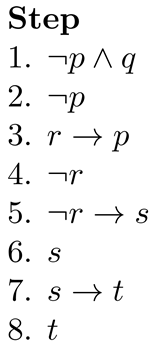 Step
1. ¬p ∧ q
2. ¬p
3. r → p
4. ¬r
5. ¬r → s
6. s
7. s → t
8. t